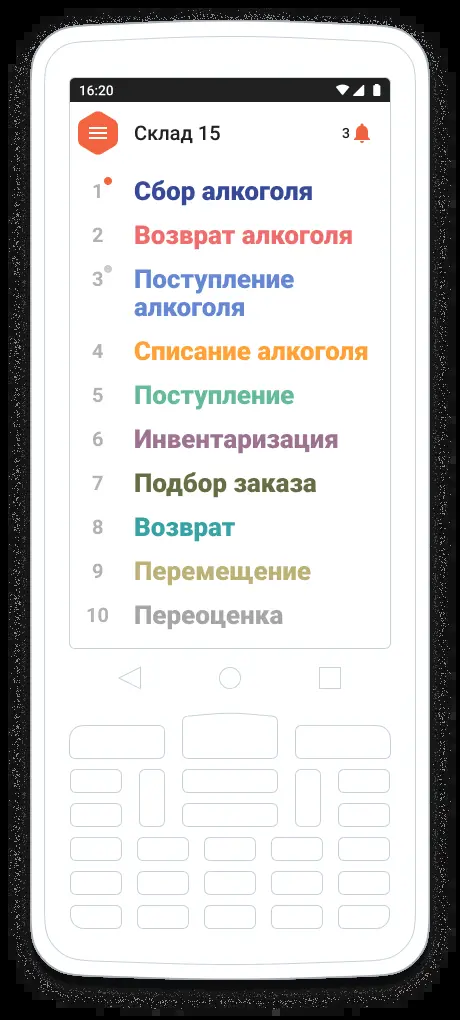 16:20
Склад 15
3
1 Сбор алкоголя
2 Возврат алкоголя
3 Поступление
алкоголя
4 Списание алкоголя
5 Поступление
6 Инвентаризация
7 Подбор заказа
8 Возврат
9 Перемещение
10 Переоценка